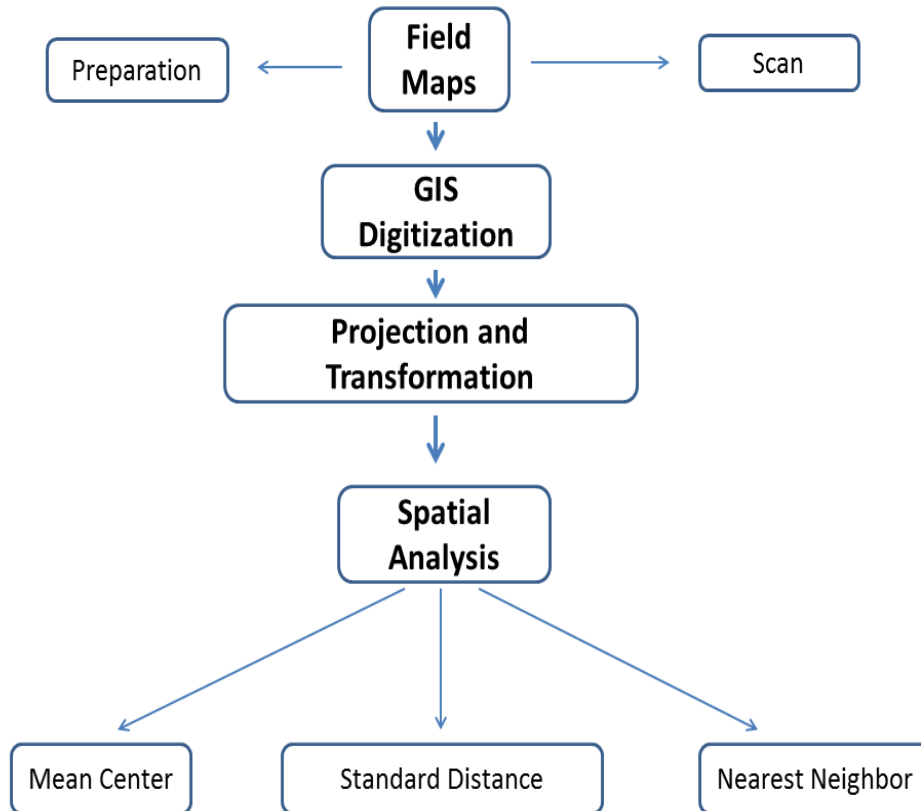 Preparation
Field
Maps
Scan
GIS
Digitization
Projection and
Transformation
Spatial
Analysis
Mean Center
Standard Distance
Nearest Neighbor